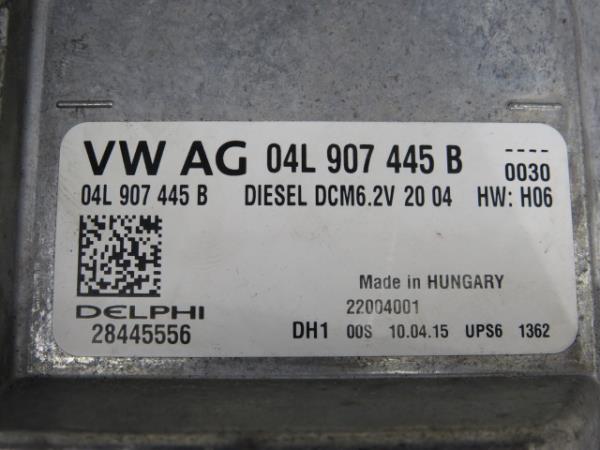 VW AG 04L 907 445 B ----
0030
04L 907 445 B DIESEL DCM6.2V 20 04 HW: H06
Made in HUNGARY
DELPHI 22004001
28445556 DH1 00S 10.04.15 UPS6 1362